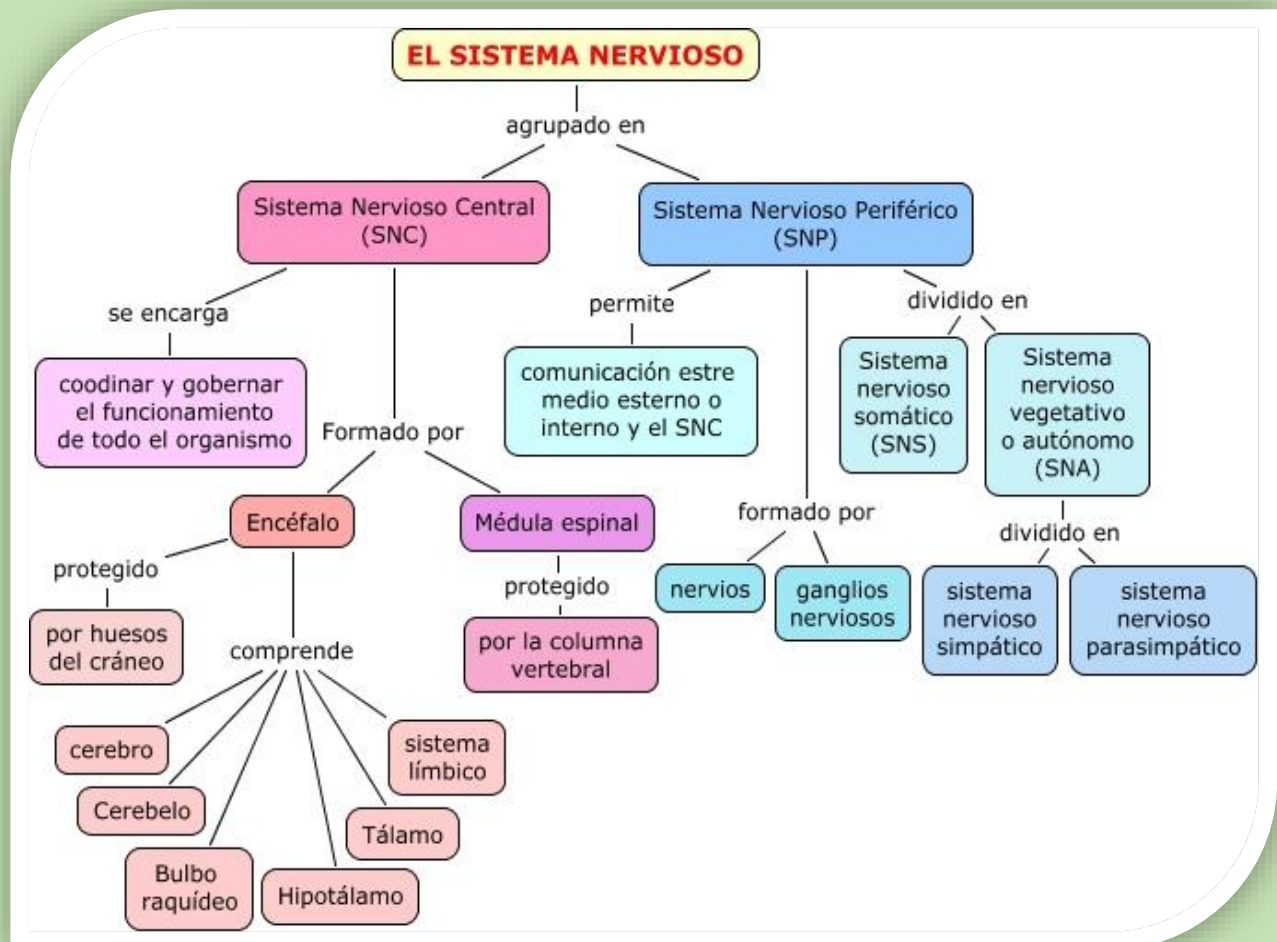 EL SISTEMA NERVIOSO
agrupado en
Sistema Nervioso Central
(SNC)
Sistema Nervioso Periférico
(SNP)
se encarga
coodinar y gobernar
el funcionamiento
de todo el organismo
Formado por
Encéfalo
protegido
por huesos
del cráneo
comprende
cerebro
Cerebelo
Bulbo
raquídeo
Hipotálamo
Tálamo
sistema
límbico
Médula espinal
protegido
por la columna
vertebral
permite
comunicación estre
medio esterno o
interno y el SNC
formado por
nervios
ganglios
nerviosos
dividido en
Sistema
nervioso
somático
(SNS)
Sistema
nervioso
vegetativo
o autónomo
(SNA)
dividido en
sistema
nervioso
simpático
sistema
nervioso
parasimpático